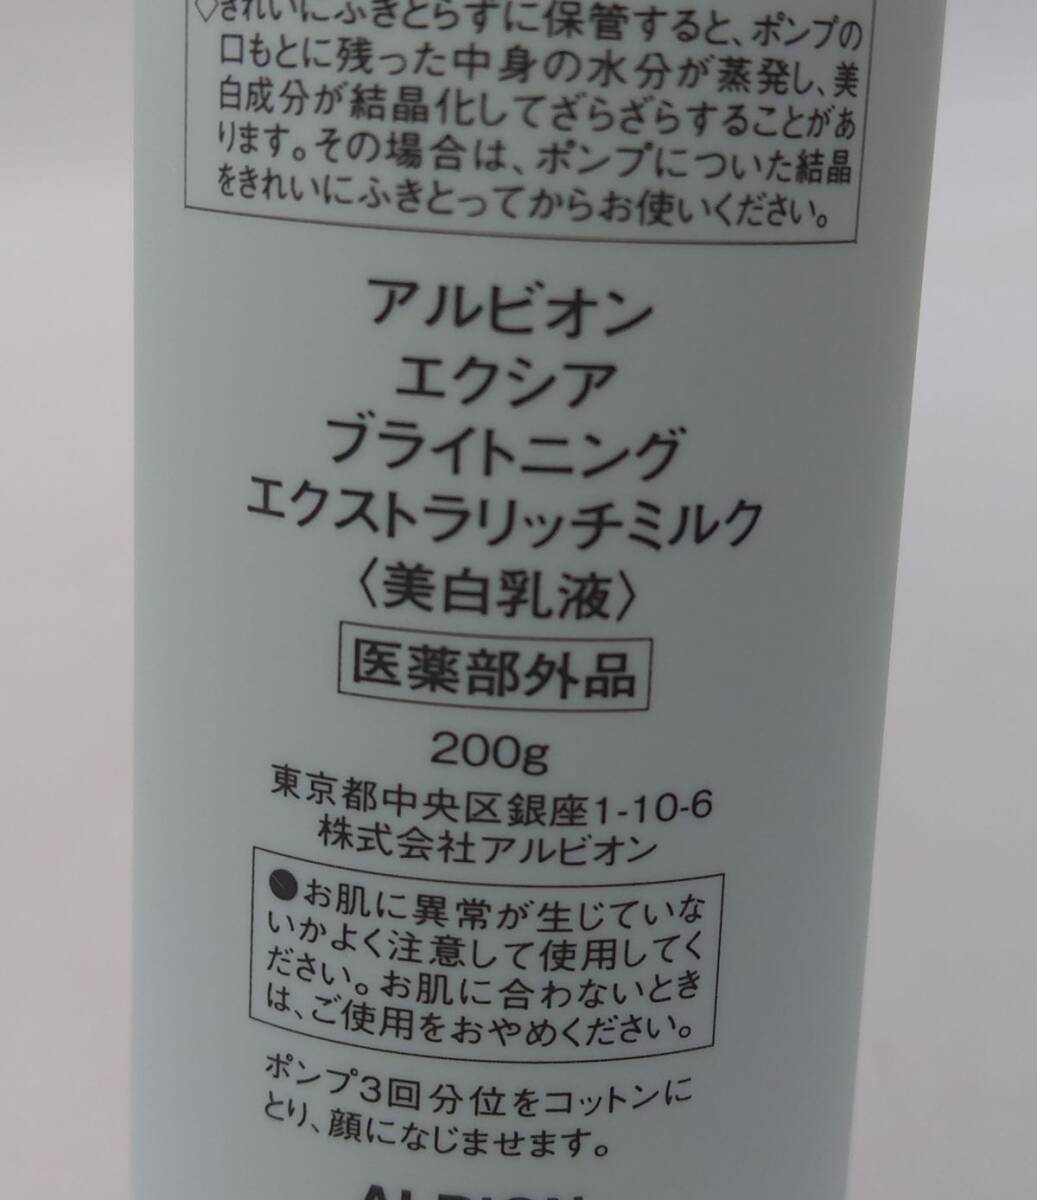 ◇きれいにふきとらずに保管すると、ポンプの
口もとに残った中身の水分が蒸発し、美
白成分が結晶化してざらざらすることがあ
ります。その場合は、ポンプについた結晶
をきれいにふきとってからお使いください。
アルビオン
エクシア
ブライトニング
エクストラリッチミルク
〈美白乳液〉
医薬部外品
200g
東京都中央区銀座1-10-6
株式会社アルビオン
●お肌に異常が生じていな
いかよく注意して使用してく
ださい。お肌に合わないとき
は、ご使用をおやめください。
ポンプ3回分位をコットンに
とり、顔になじませます。
ALBION